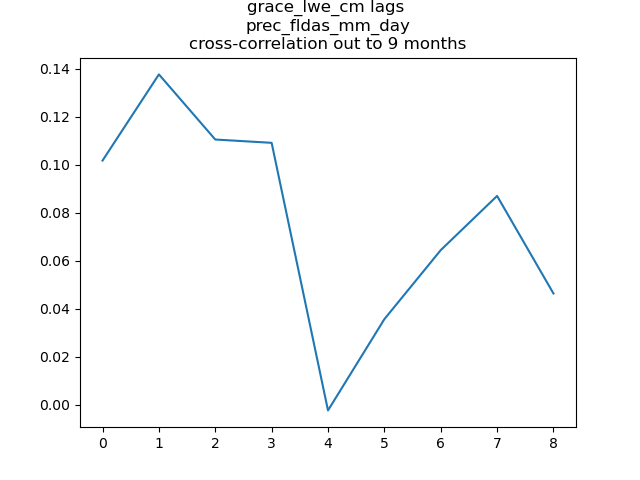 grace_lwe_cm lags
prec_fldas_mm_day
cross-correlation out to 9 months
0.14
0.12
0.10
0.08
0.06
0.04
0.02
0.00
0 1 2 3 4 5 6 7 8